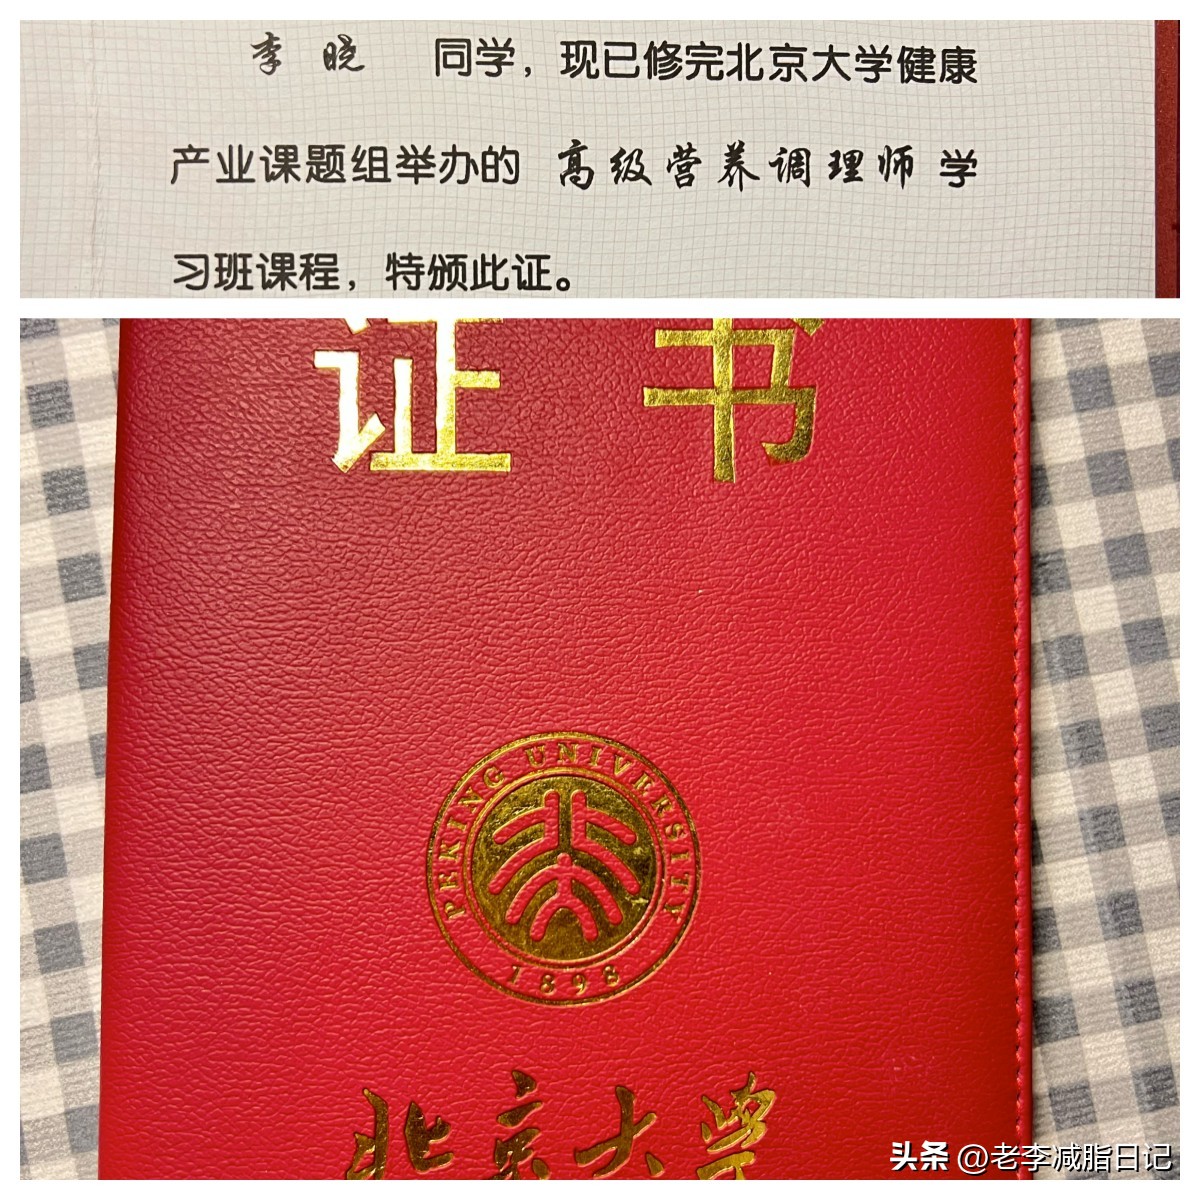 李 晓 同学，现已修完北京大学健康
产业课题组举办的 高级营养调理师 学
习班课程，特颁此证。
证 书
PEKING UNIVERSITY
1898
北京大学
头条 @老李减脂日记